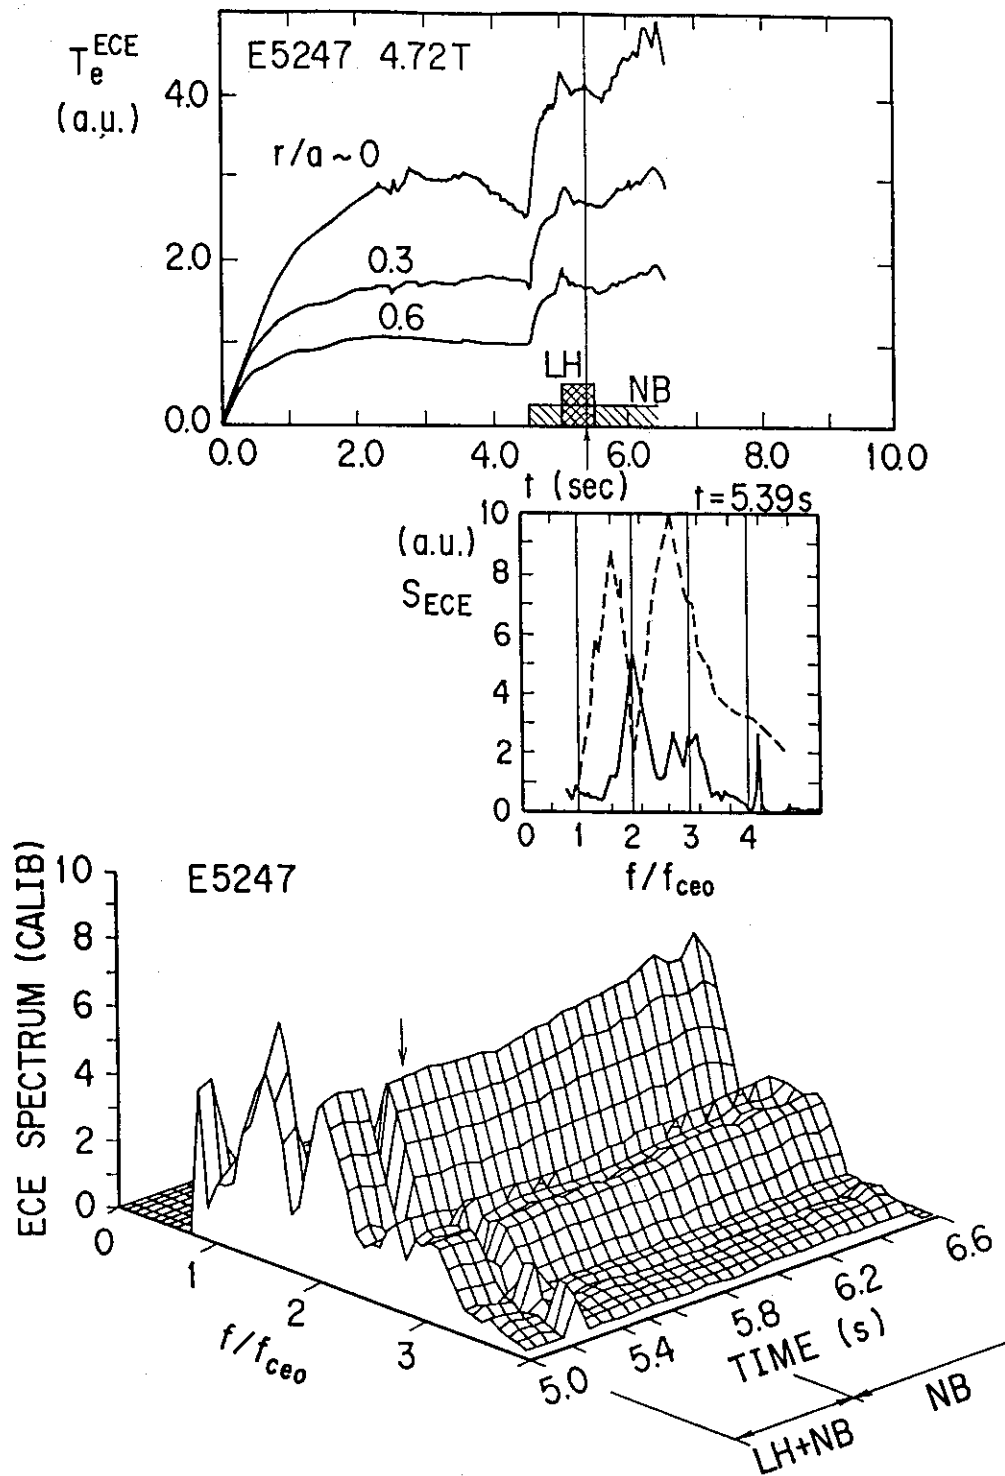 T_e^ECE
(a.u.)
E5247 4.72T
4.0
r/a ~ 0
2.0
0.3
0.6
LH
NB
0.0
0.0 2.0 4.0 6.0 8.0 10.0
t (sec)
t=5.39s
(a.u.)
S_ECE
10
8
6
4
2
0
0 1 2 3 4
f/f_ceo
ECE SPECTRUM (CALIB)
E5247
10
8
6
4
2
0
0 1 2 3
f/f_ceo
5.0 5.4 5.8 6.2 6.6
TIME (s)
LH+NB
NB